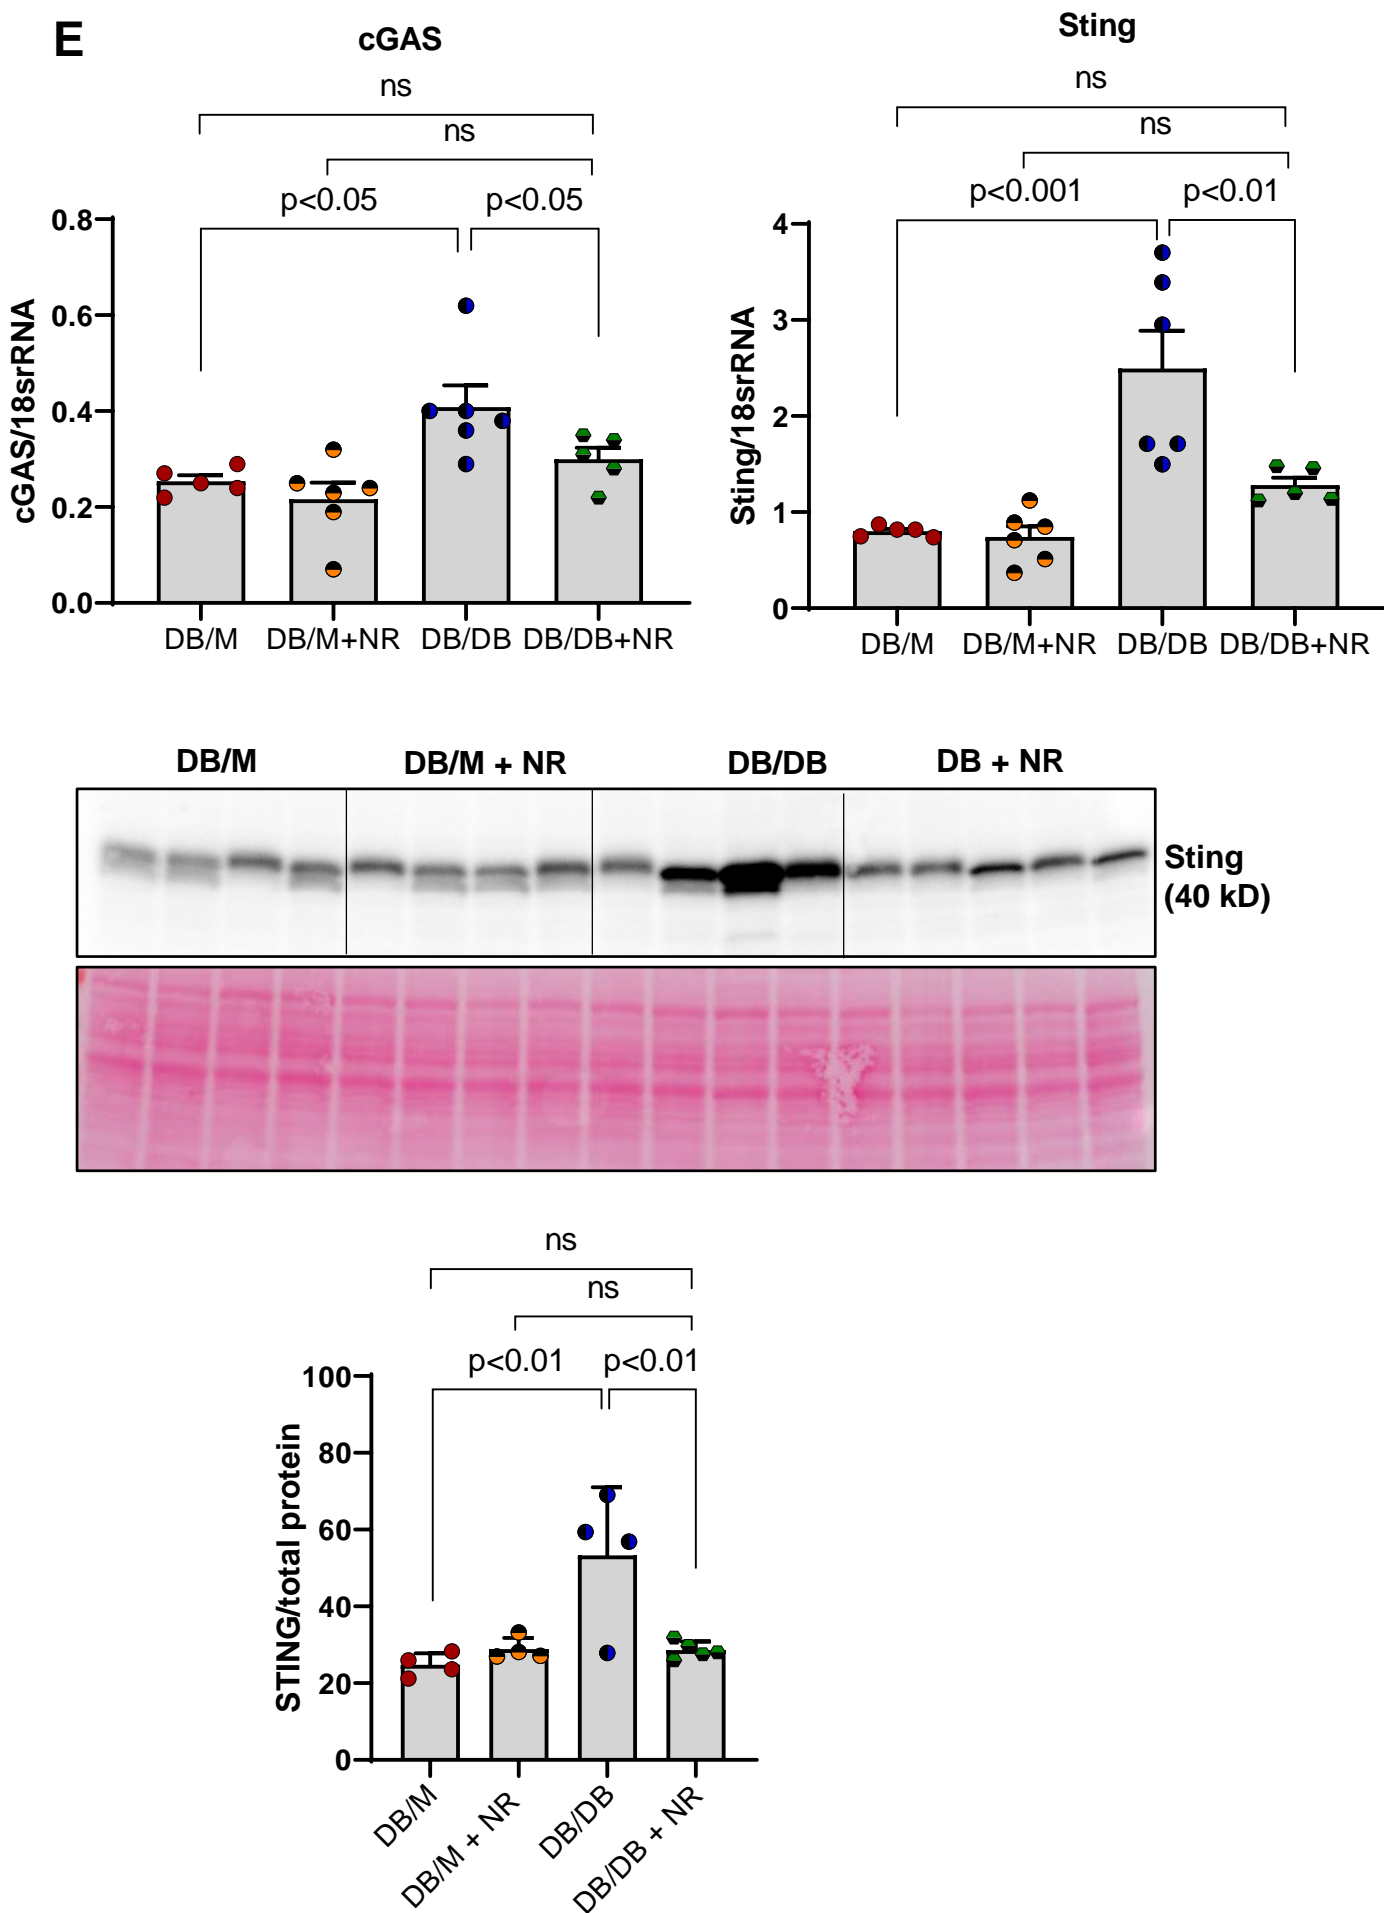 E
cGAS
ns
ns
p<0.05 p<0.05
cGAS/18srRNA
0.8
0.6
0.4
0.2
0.0
DB/M DB/M+NR DB/DB DB/DB+NR
Sting
ns
ns
p<0.001 p<0.01
Sting/18srRNA
4
3
2
1
0
DB/M DB/M+NR DB/DB DB/DB+NR
DB/M DB/M + NR DB/DB DB + NR
Sting
(40 kD)
ns
ns
p<0.01 p<0.01
STING/total protein
100
80
60
40
20
0
DB/M
DB/M + NR
DB/DB
DB/DB + NR